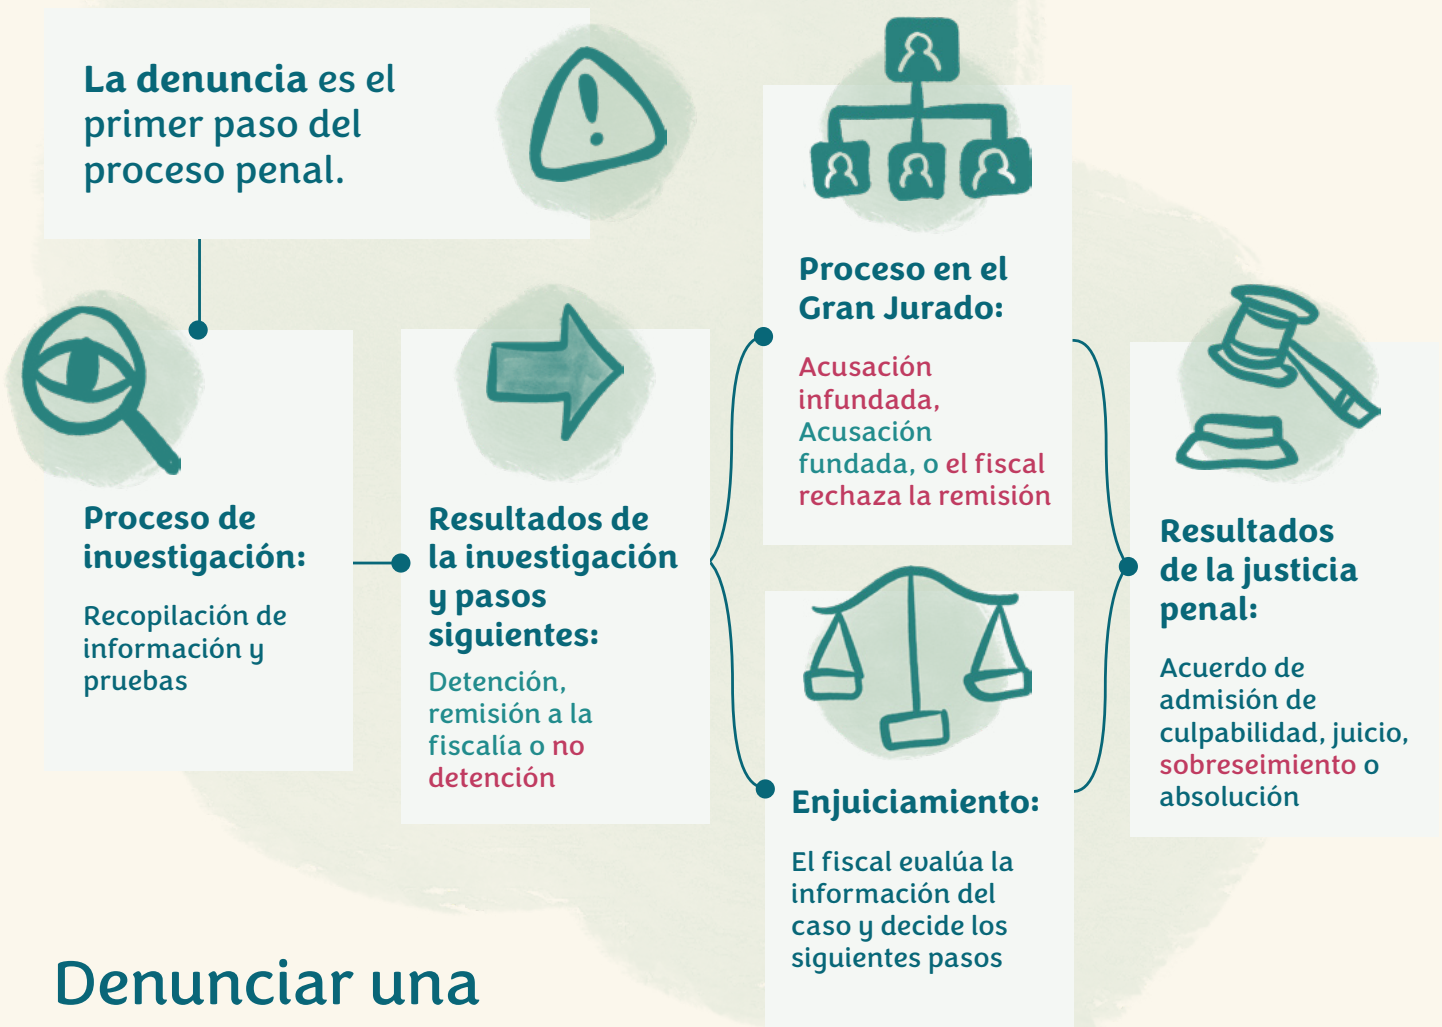 La denuncia es el
primer paso del
proceso penal.
Proceso de
investigación:
Recopilación de
información y
pruebas
Resultados de
la investigación
y pasos
siguientes:
Detención,
remisión a la
fiscalía o no
detención
Proceso en el
Gran Jurado:
Acusación
infundada,
Acusación
fundada, o el fiscal
rechaza la remisión
Enjuiciamiento:
El fiscal evalúa la
información del
caso y decide los
siguientes pasos
Resultados
de la justicia
penal:
Acuerdo de
admisión de
culpabilidad, juicio,
sobreseimiento o
absolución
Denunciar una